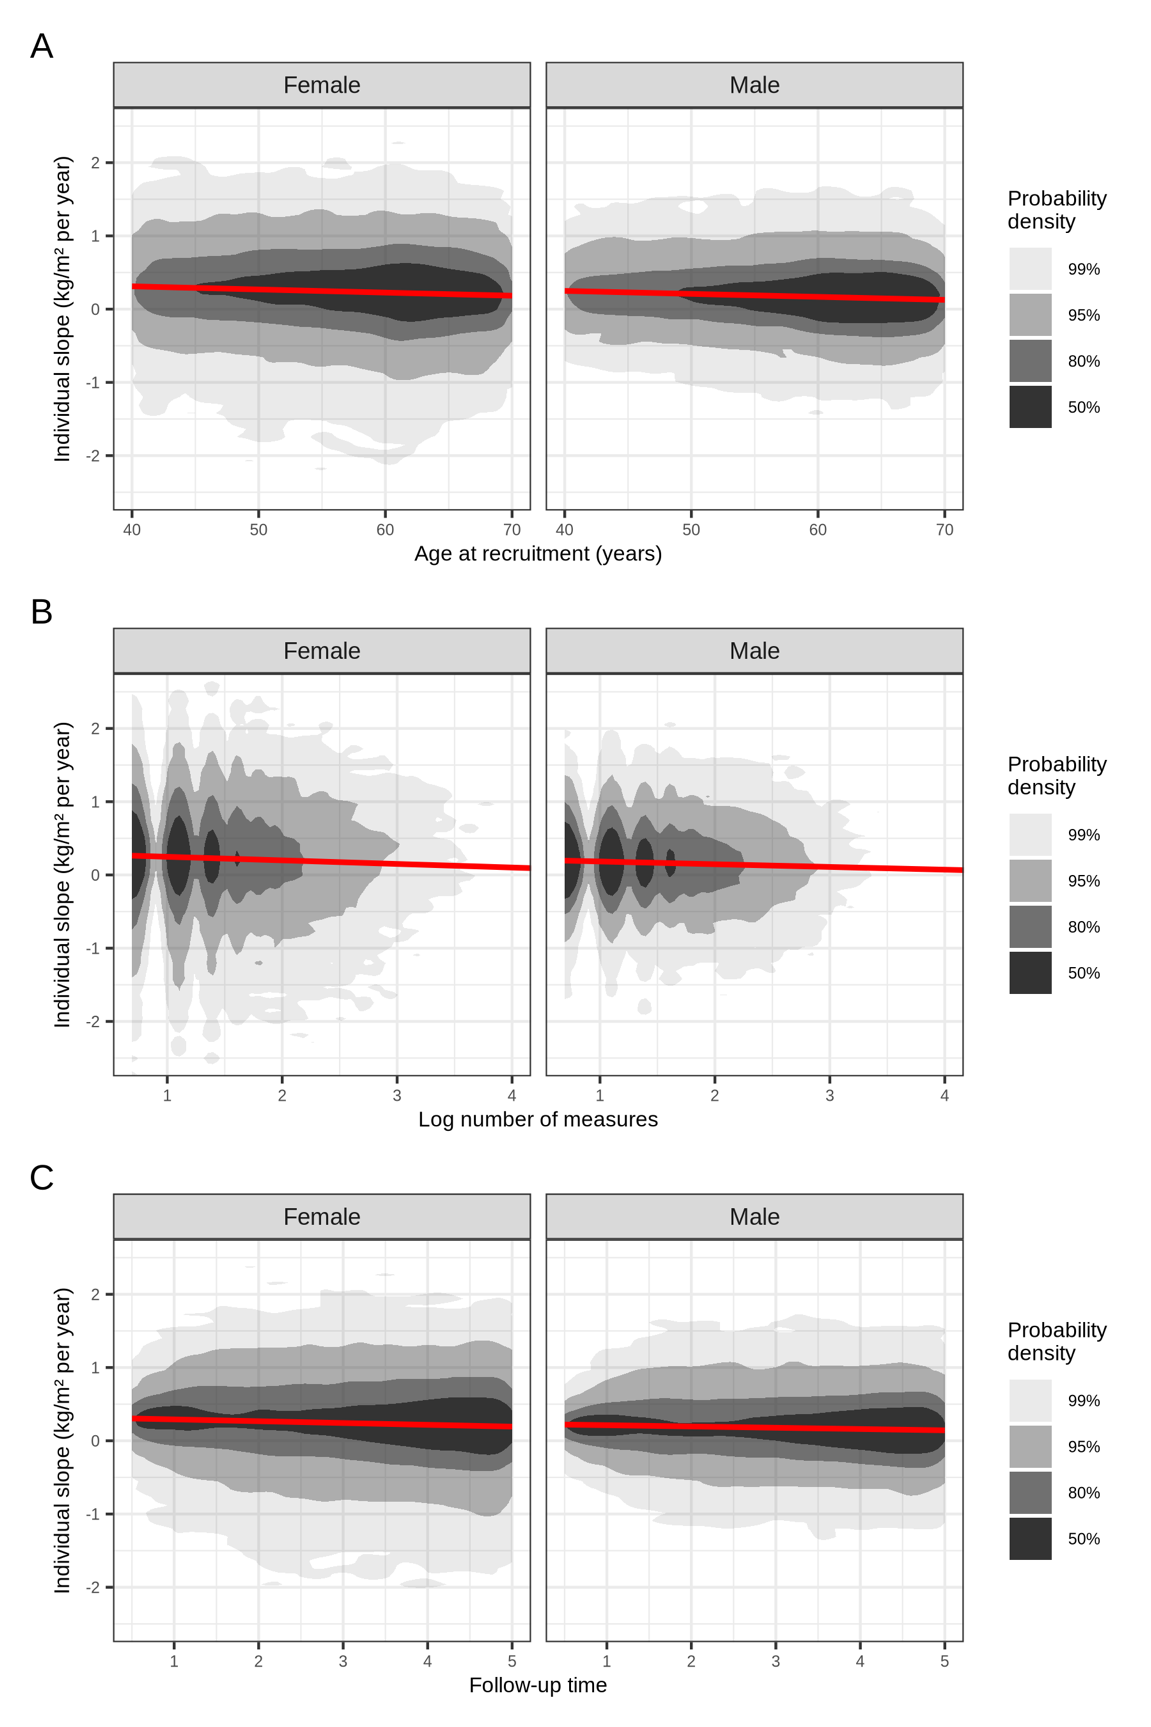 A
Female
Male
Individual slope (kg/m² per year)
2
1
0
-1
-2
40
50
60
70
40
50
60
70
Age at recruitment (years)
Probability
density
99%
95%
80%
50%
B
Female
Male
Individual slope (kg/m² per year)
2
1
0
-1
-2
1
2
3
4
1
2
3
4
Log number of measures
Probability
density
99%
95%
80%
50%
C
Female
Male
Individual slope (kg/m² per year)
2
1
0
-1
-2
1
2
3
4
5
1
2
3
4
5
Follow-up time
Probability
density
99%
95%
80%
50%